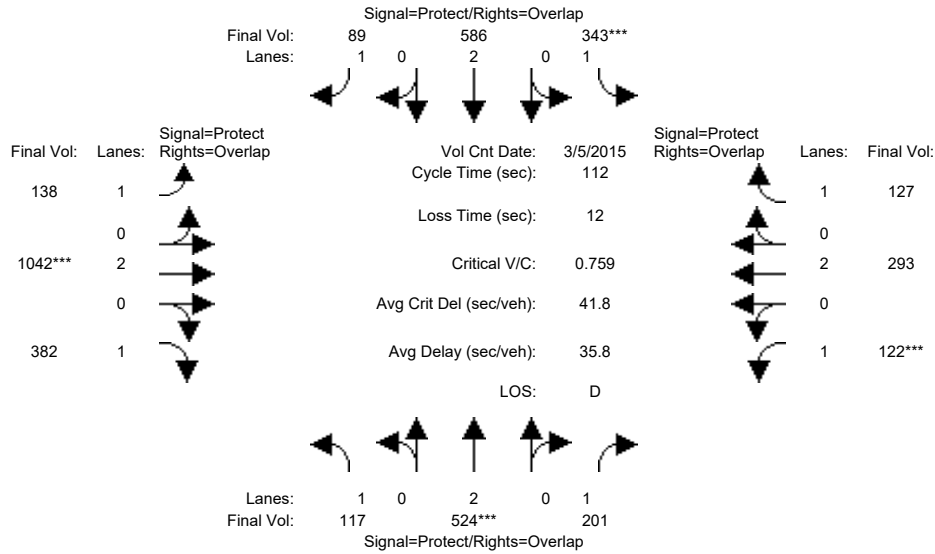 Signal=Protect/Rights=Overlap
Final Vol: 89 586 343***
Lanes: 1 0 2 0 1
Signal=Protect Signal=Protect
Final Vol: Lanes: Rights=Overlap Vol Cnt Date: 3/5/2015 Rights=Overlap Lanes: Final Vol:
Cycle Time (sec): 112
138 1 1 127
Loss Time (sec): 12
0 0
1042*** 2 Critical V/C: 0.759 2 293
0 Avg Crit Del (sec/veh): 41.8 0
382 1 Avg Delay (sec/veh): 35.8 1 122***
LOS: D
Lanes: 1 0 2 0 1
Final Vol: 117 524*** 201
Signal=Protect/Rights=Overlap